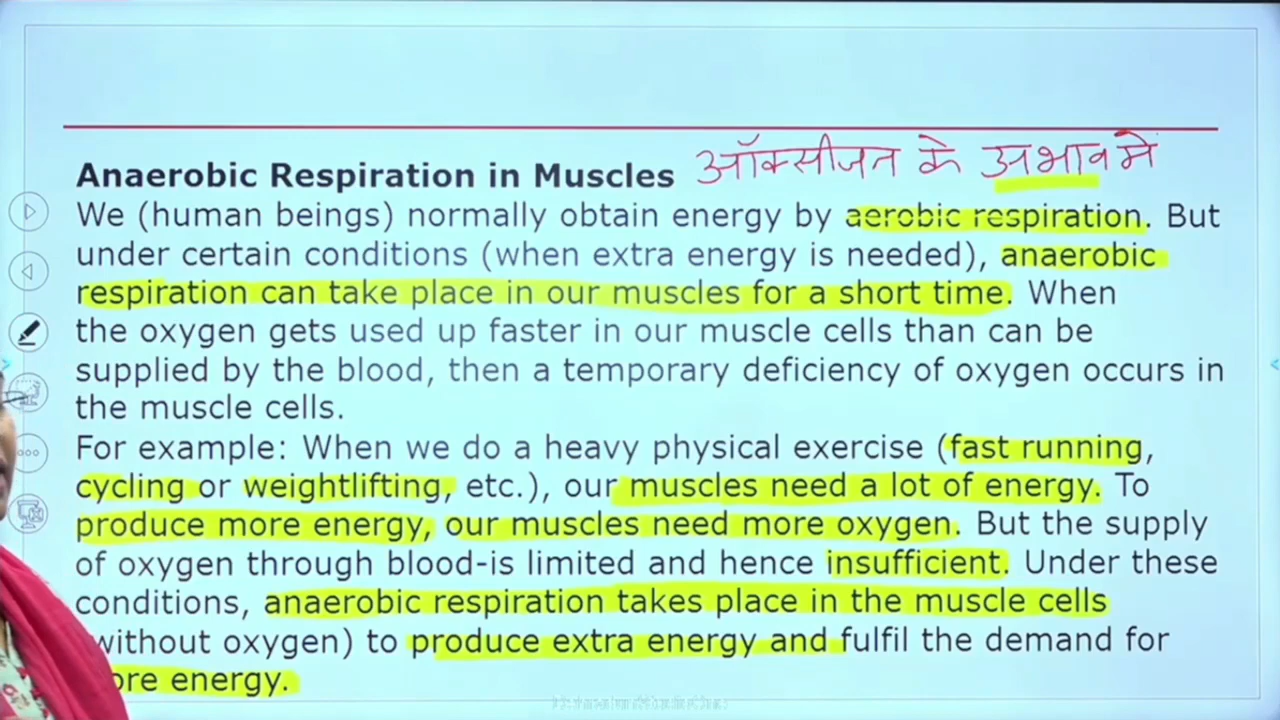 Anaerobic Respiration in Muscles ऑक्सीजन के अभाव में
We (human beings) normally obtain energy by aerobic respiration. But
under certain conditions (when extra energy is needed), anaerobic
respiration can take place in our muscles for a short time. When
the oxygen gets used up faster in our muscle cells than can be
supplied by the blood, then a temporary deficiency of oxygen occurs in
the muscle cells.
For example: When we do a heavy physical exercise (fast running,
cycling or weightlifting, etc.), our muscles need a lot of energy. To
produce more energy, our muscles need more oxygen. But the supply
of oxygen through blood-is limited and hence insufficient. Under these
conditions, anaerobic respiration takes place in the muscle cells
without oxygen) to produce extra energy and fulfil the demand for
ore energy.